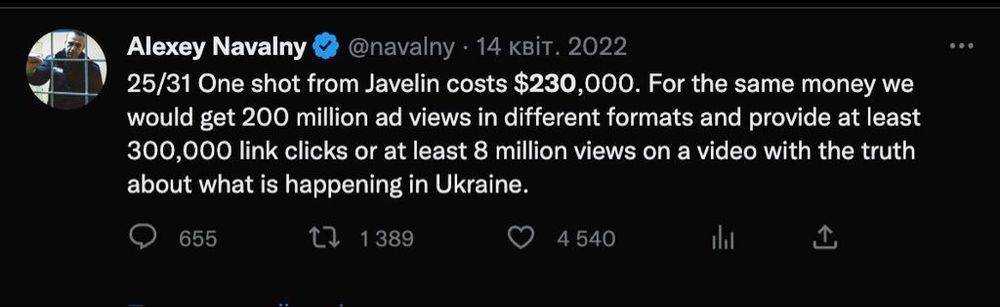 Alexey Navalny @navalny · 14 квіт. 2022
25/31 One shot from Javelin costs $230,000. For the same money we
would get 200 million ad views in different formats and provide at least
300,000 link clicks or at least 8 million views on a video with the truth
about what is happening in Ukraine.
655 1 389 4 540